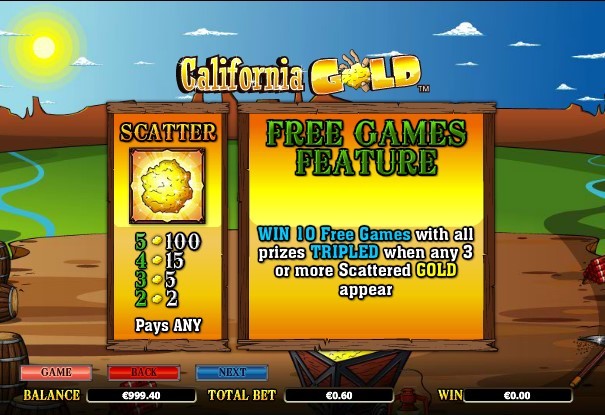 California GOLD™
SCATTER
5 100
4 15
3 5
2 2
Pays ANY
FREE GAMES
FEATURE
WIN 10 Free Games with all
prizes TRIPLED when any 3
or more Scattered GOLD
appear
GAME BACK NEXT
BALANCE €999.40 TOTAL BET €0.60 WIN €0.00